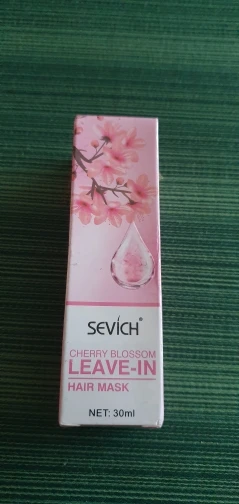 SEVICH®
CHERRY BLOSSOM
LEAVE-IN
HAIR MASK
NET: 30ml